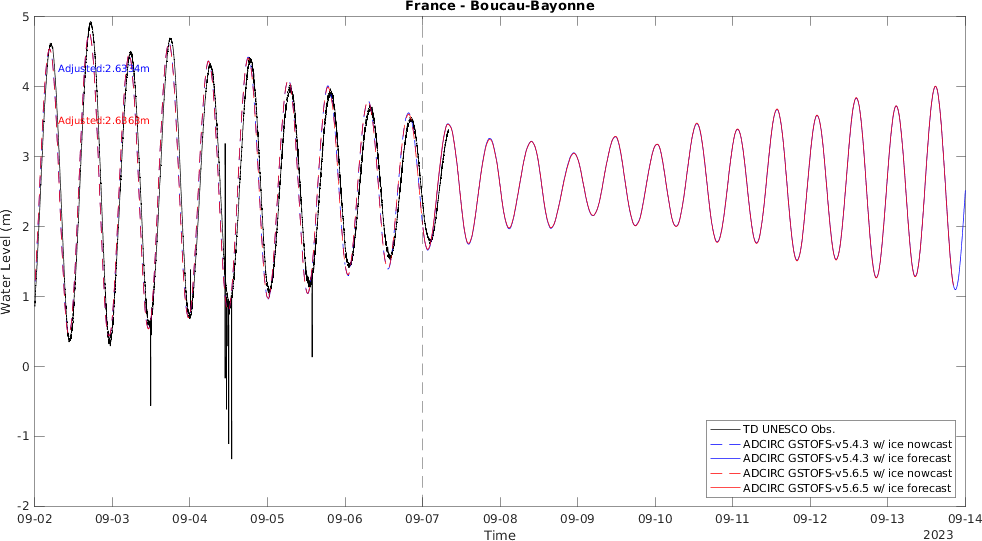 France - Boucau-Bayonne
5
4
3
2
1
0
-1
-2
Water Level (m)
Adjusted:2.6334m
Adjusted:2.6363m
TD UNESCO Obs.
ADCIRC GSTOFS-v5.4.3 w/ ice nowcast
ADCIRC GSTOFS-v5.4.3 w/ ice forecast
ADCIRC GSTOFS-v5.6.5 w/ ice nowcast
ADCIRC GSTOFS-v5.6.5 w/ ice forecast
09-02 09-03 09-04 09-05 09-06 09-07 09-08 09-09 09-10 09-11 09-12 09-13 09-14
Time
2023